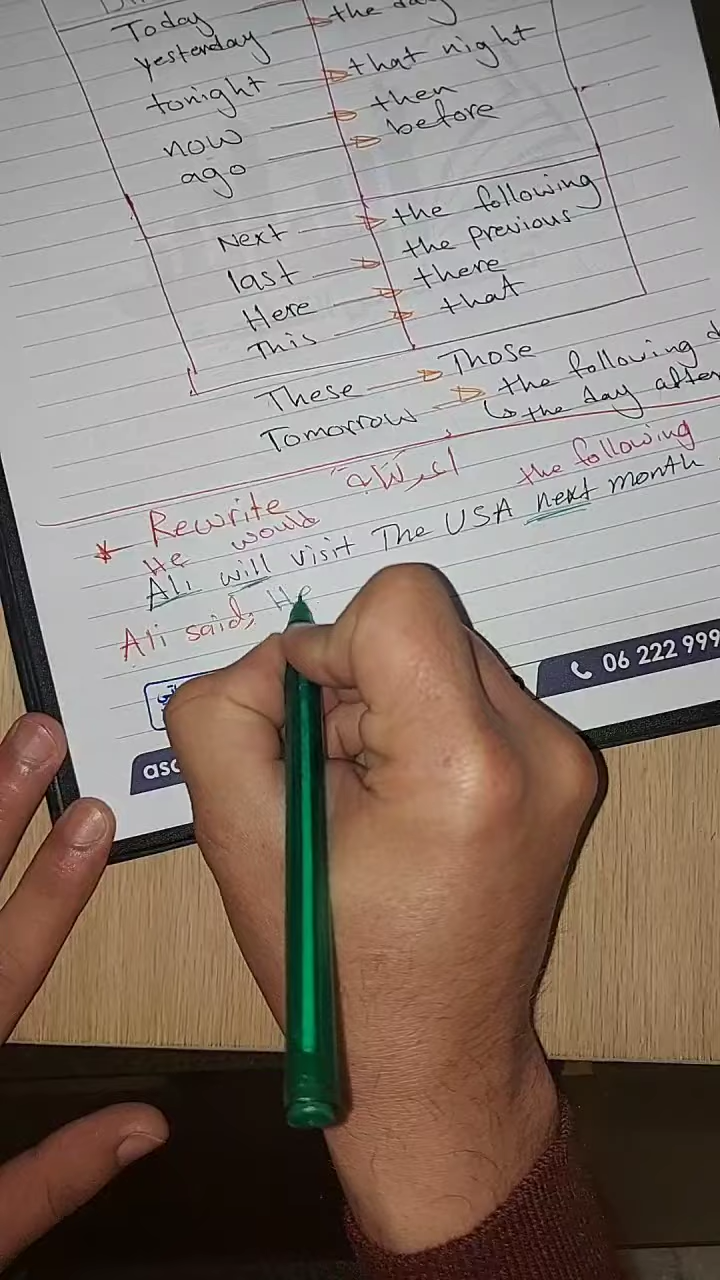 Today the day
yesterday
tonight that night
now then
ago before
Next the following
last the previous
Here there
This that
These Those
Tomorrow the following
the day after
* Rewrite
He would the following
Ali will visit The USA next month
Ali said, He
06 222 999
asc